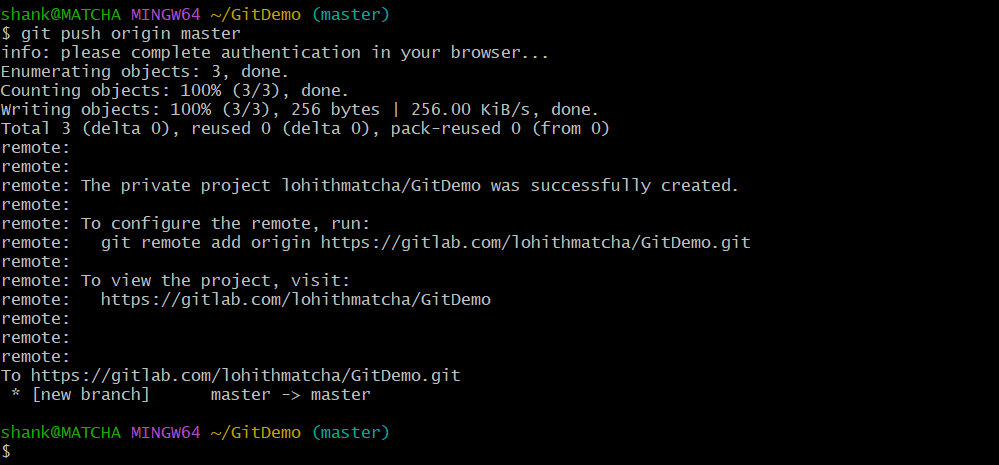 shank@MATCHA MINGW64 ~/GitDemo (master)
$ git push origin master
info: please complete authentication in your browser...
Enumerating objects: 3, done.
Counting objects: 100% (3/3), done.
Writing objects: 100% (3/3), 256 bytes | 256.00 KiB/s, done.
Total 3 (delta 0), reused 0 (delta 0), pack-reused 0 (from 0)
remote:
remote:
remote: The private project lohithmatcha/GitDemo was successfully created.
remote:
remote: To configure the remote, run:
remote:   git remote add origin https://gitlab.com/lohithmatcha/GitDemo.git
remote:
remote: To view the project, visit:
remote:   https://gitlab.com/lohithmatcha/GitDemo
remote:
remote:
remote:
To https://gitlab.com/lohithmatcha/GitDemo.git
 * [new branch]      master -> master
shank@MATCHA MINGW64 ~/GitDemo (master)
$